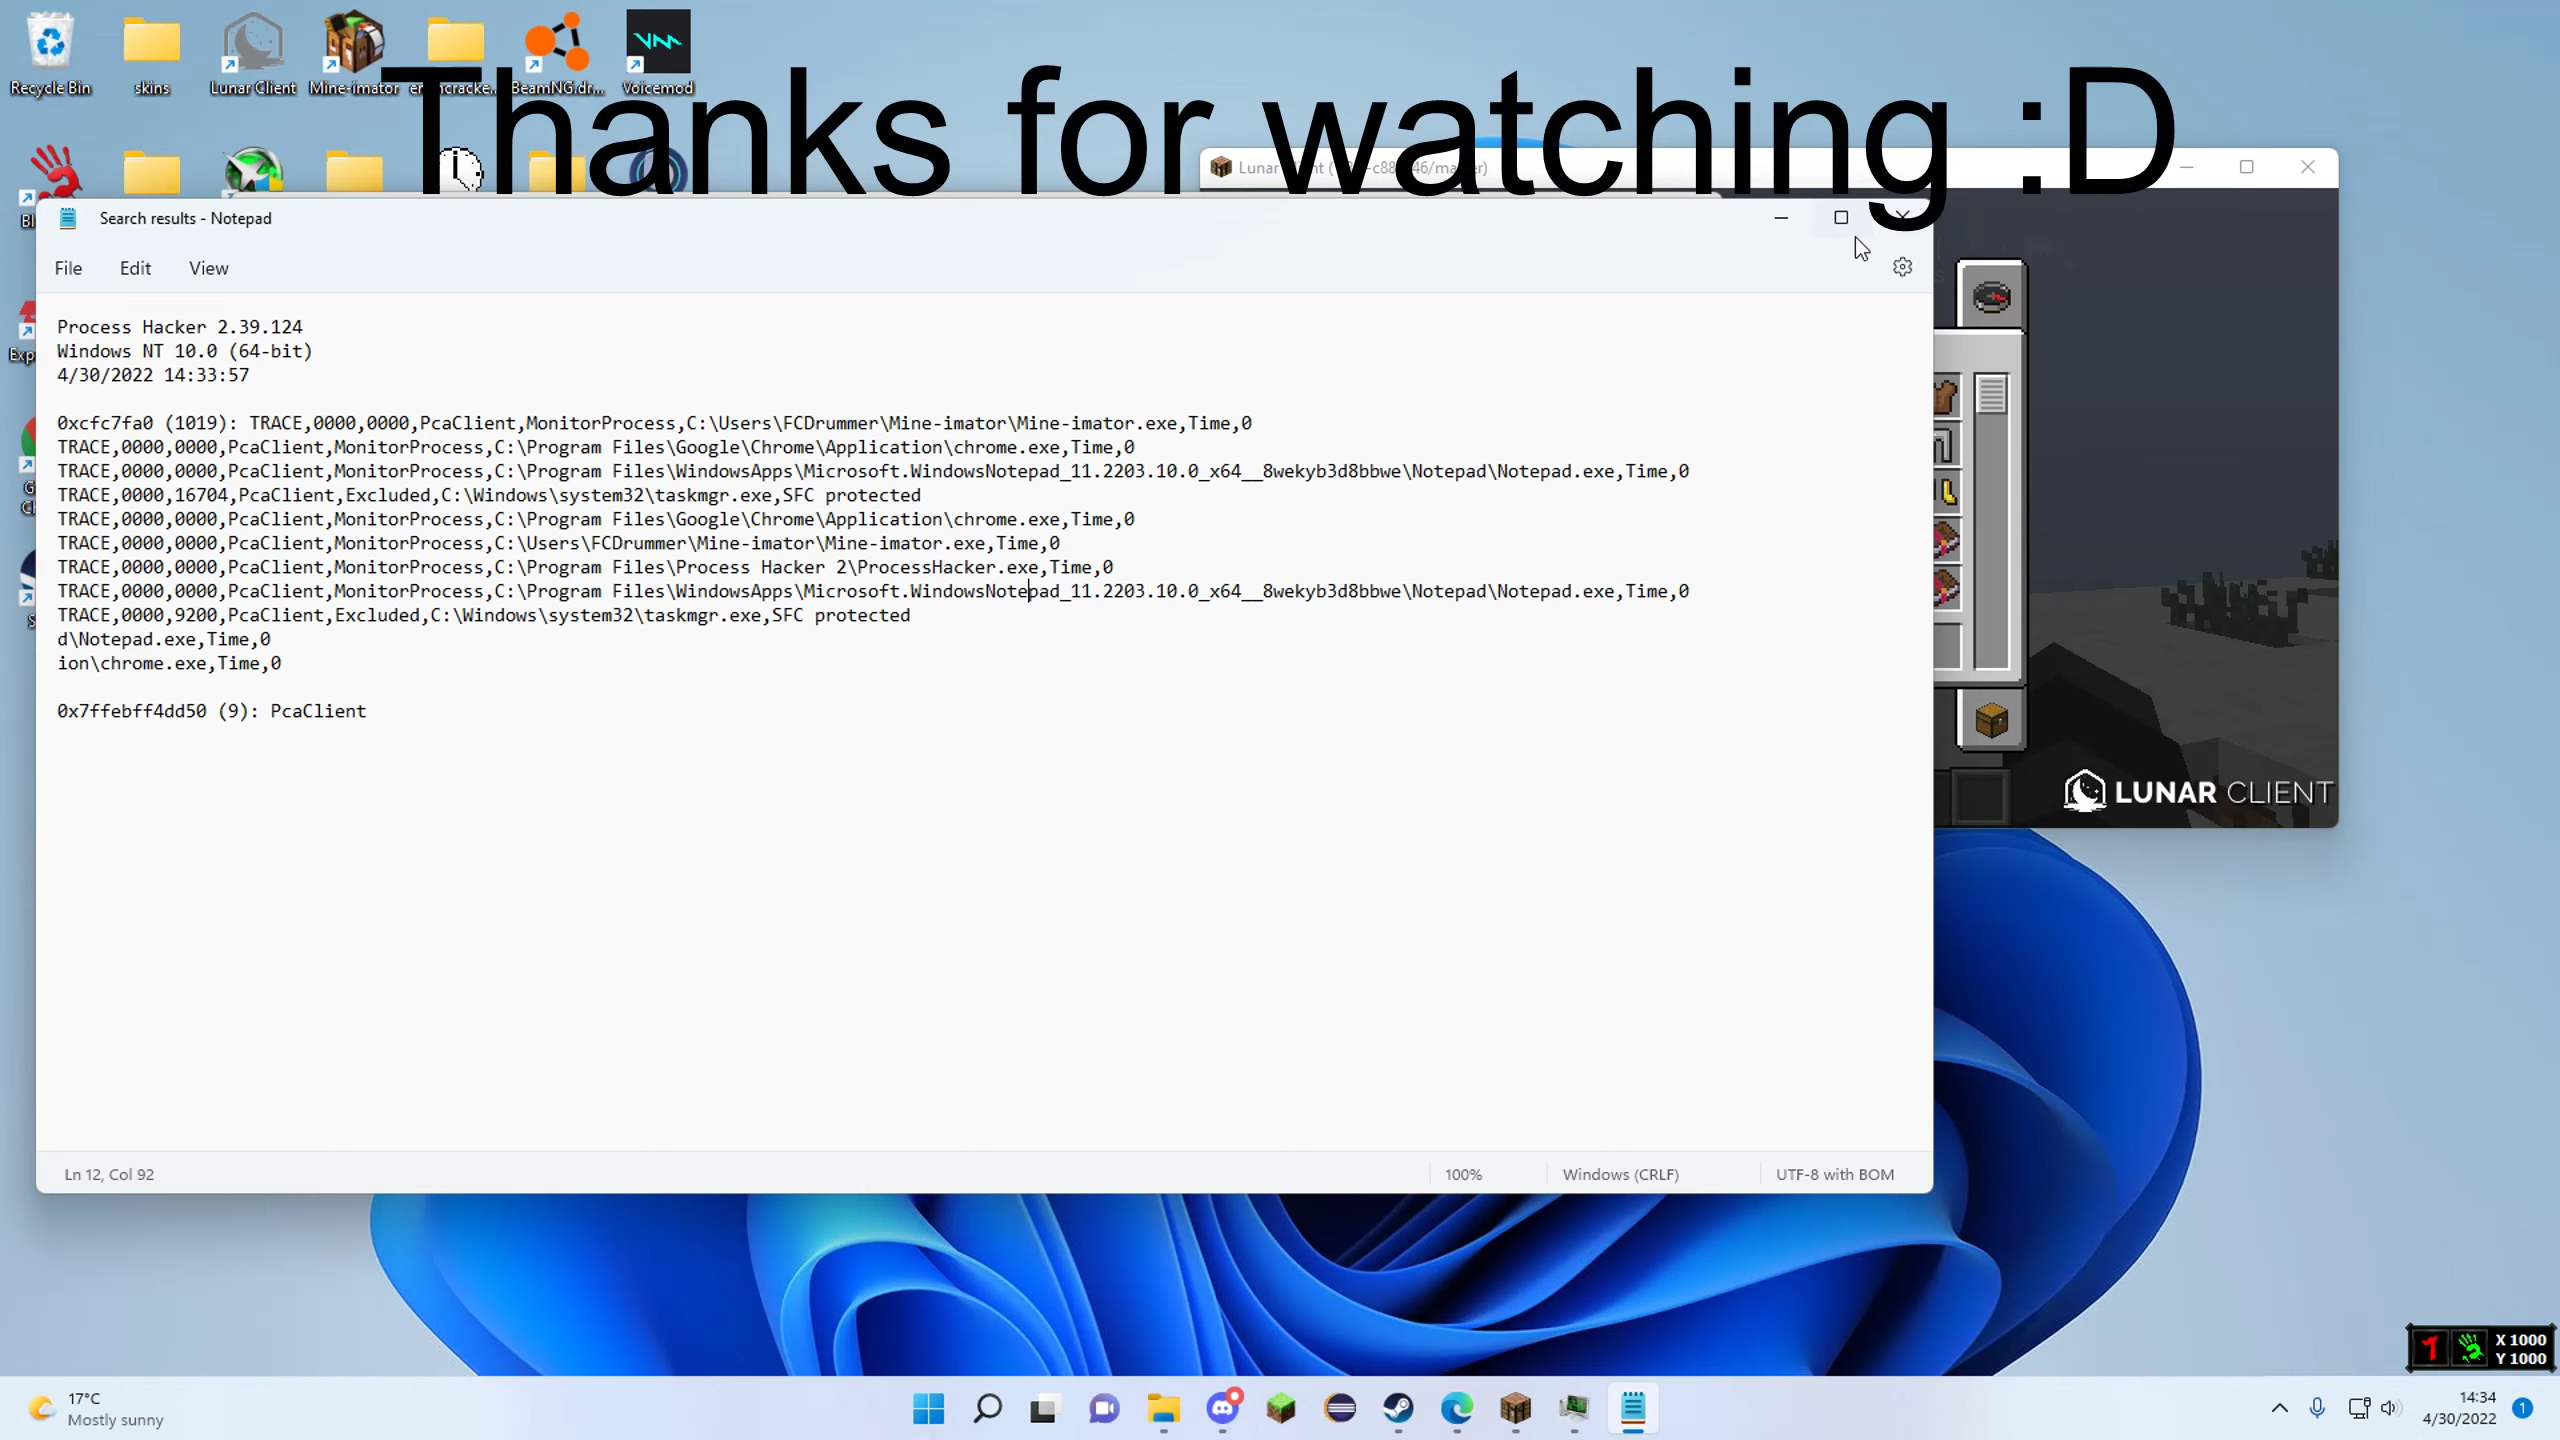 Recycle Bin
skins
Lunar Client
Mine-imator
BeamNG.dr...
Voicemod
Thanks for watching :D
Search results - Notepad
File
Edit
View
Process Hacker 2.39.124
Windows NT 10.0 (64-bit)
4/30/2022 14:33:57
0xcfc7fa0 (1019): TRACE,0000,0000,PcaClient,MonitorProcess,C:\Users\FCDrummer\Mine-imator\Mine-imator.exe,Time,0
TRACE,0000,0000,PcaClient,MonitorProcess,C:\Program Files\Google\Chrome\Application\chrome.exe,Time,0
TRACE,0000,0000,PcaClient,MonitorProcess,C:\Program Files\WindowsApps\Microsoft.WindowsNotepad_11.2203.10.0_x64__8wekyb3d8bbwe\Notepad\Notepad.exe,Time,0
TRACE,0000,16704,PcaClient,Excluded,C:\Windows\system32\taskmgr.exe,SFC protected
TRACE,0000,0000,PcaClient,MonitorProcess,C:\Program Files\Google\Chrome\Application\chrome.exe,Time,0
TRACE,0000,0000,PcaClient,MonitorProcess,C:\Users\FCDrummer\Mine-imator\Mine-imator.exe,Time,0
TRACE,0000,0000,PcaClient,MonitorProcess,C:\Program Files\Process Hacker 2\ProcessHacker.exe,Time,0
TRACE,0000,0000,PcaClient,MonitorProcess,C:\Program Files\WindowsApps\Microsoft.WindowsNotepad_11.2203.10.0_x64__8wekyb3d8bbwe\Notepad\Notepad.exe,Time,0
TRACE,0000,9200,PcaClient,Excluded,C:\Windows\system32\taskmgr.exe,SFC protected
d\Notepad.exe,Time,0
ion\chrome.exe,Time,0
0x7ffebff4dd50 (9): PcaClient
LUNAR CLIENT
Ln 12, Col 92
100%
Windows (CRLF)
UTF-8 with BOM
X 1000
Y 1000
17°C
Mostly sunny
14:34
4/30/2022
1